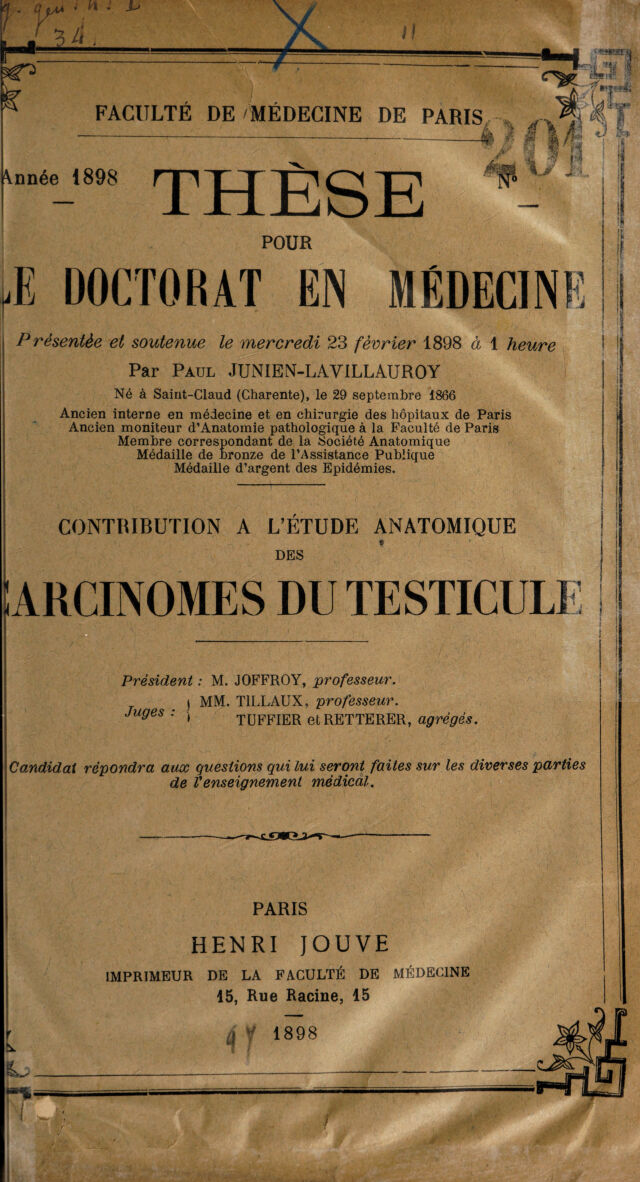 34.
11
FACULTÉ DE MÉDECINE DE PARIS
201
Année 1898 THÈSE N°
POUR
LE DOCTORAT EN MÉDECINE
Présentée et soutenue le mercredi 23 février 1898 à 1 heure
Par PAUL JUNIEN-LAVILLAUROY
Né à Saint-Claud (Charente), le 29 septembre 1866
Ancien interne en médecine et en chirurgie des hôpitaux de Paris
Ancien moniteur d'Anatomie pathologique à la Faculté de Paris
Membre correspondant de la Société Anatomique
Médaille de bronze de l'Assistance Publique
Médaille d'argent des Epidémies.
CONTRIBUTION A L'ÉTUDE ANATOMIQUE
DES
CARCINOMES DU TESTICULE
Président : M. JOFFROY, professeur.
Juges : MM. TILLAUX, professeur.
TUFFIER et RETTERER, agrégés.
Candidat répondra aux questions qui lui seront faites sur les diverses parties
de l'enseignement médical.
PARIS
HENRI JOUVE
IMPRIMEUR DE LA FACULTÉ DE MÉDECINE
15, Rue Racine, 15
1898